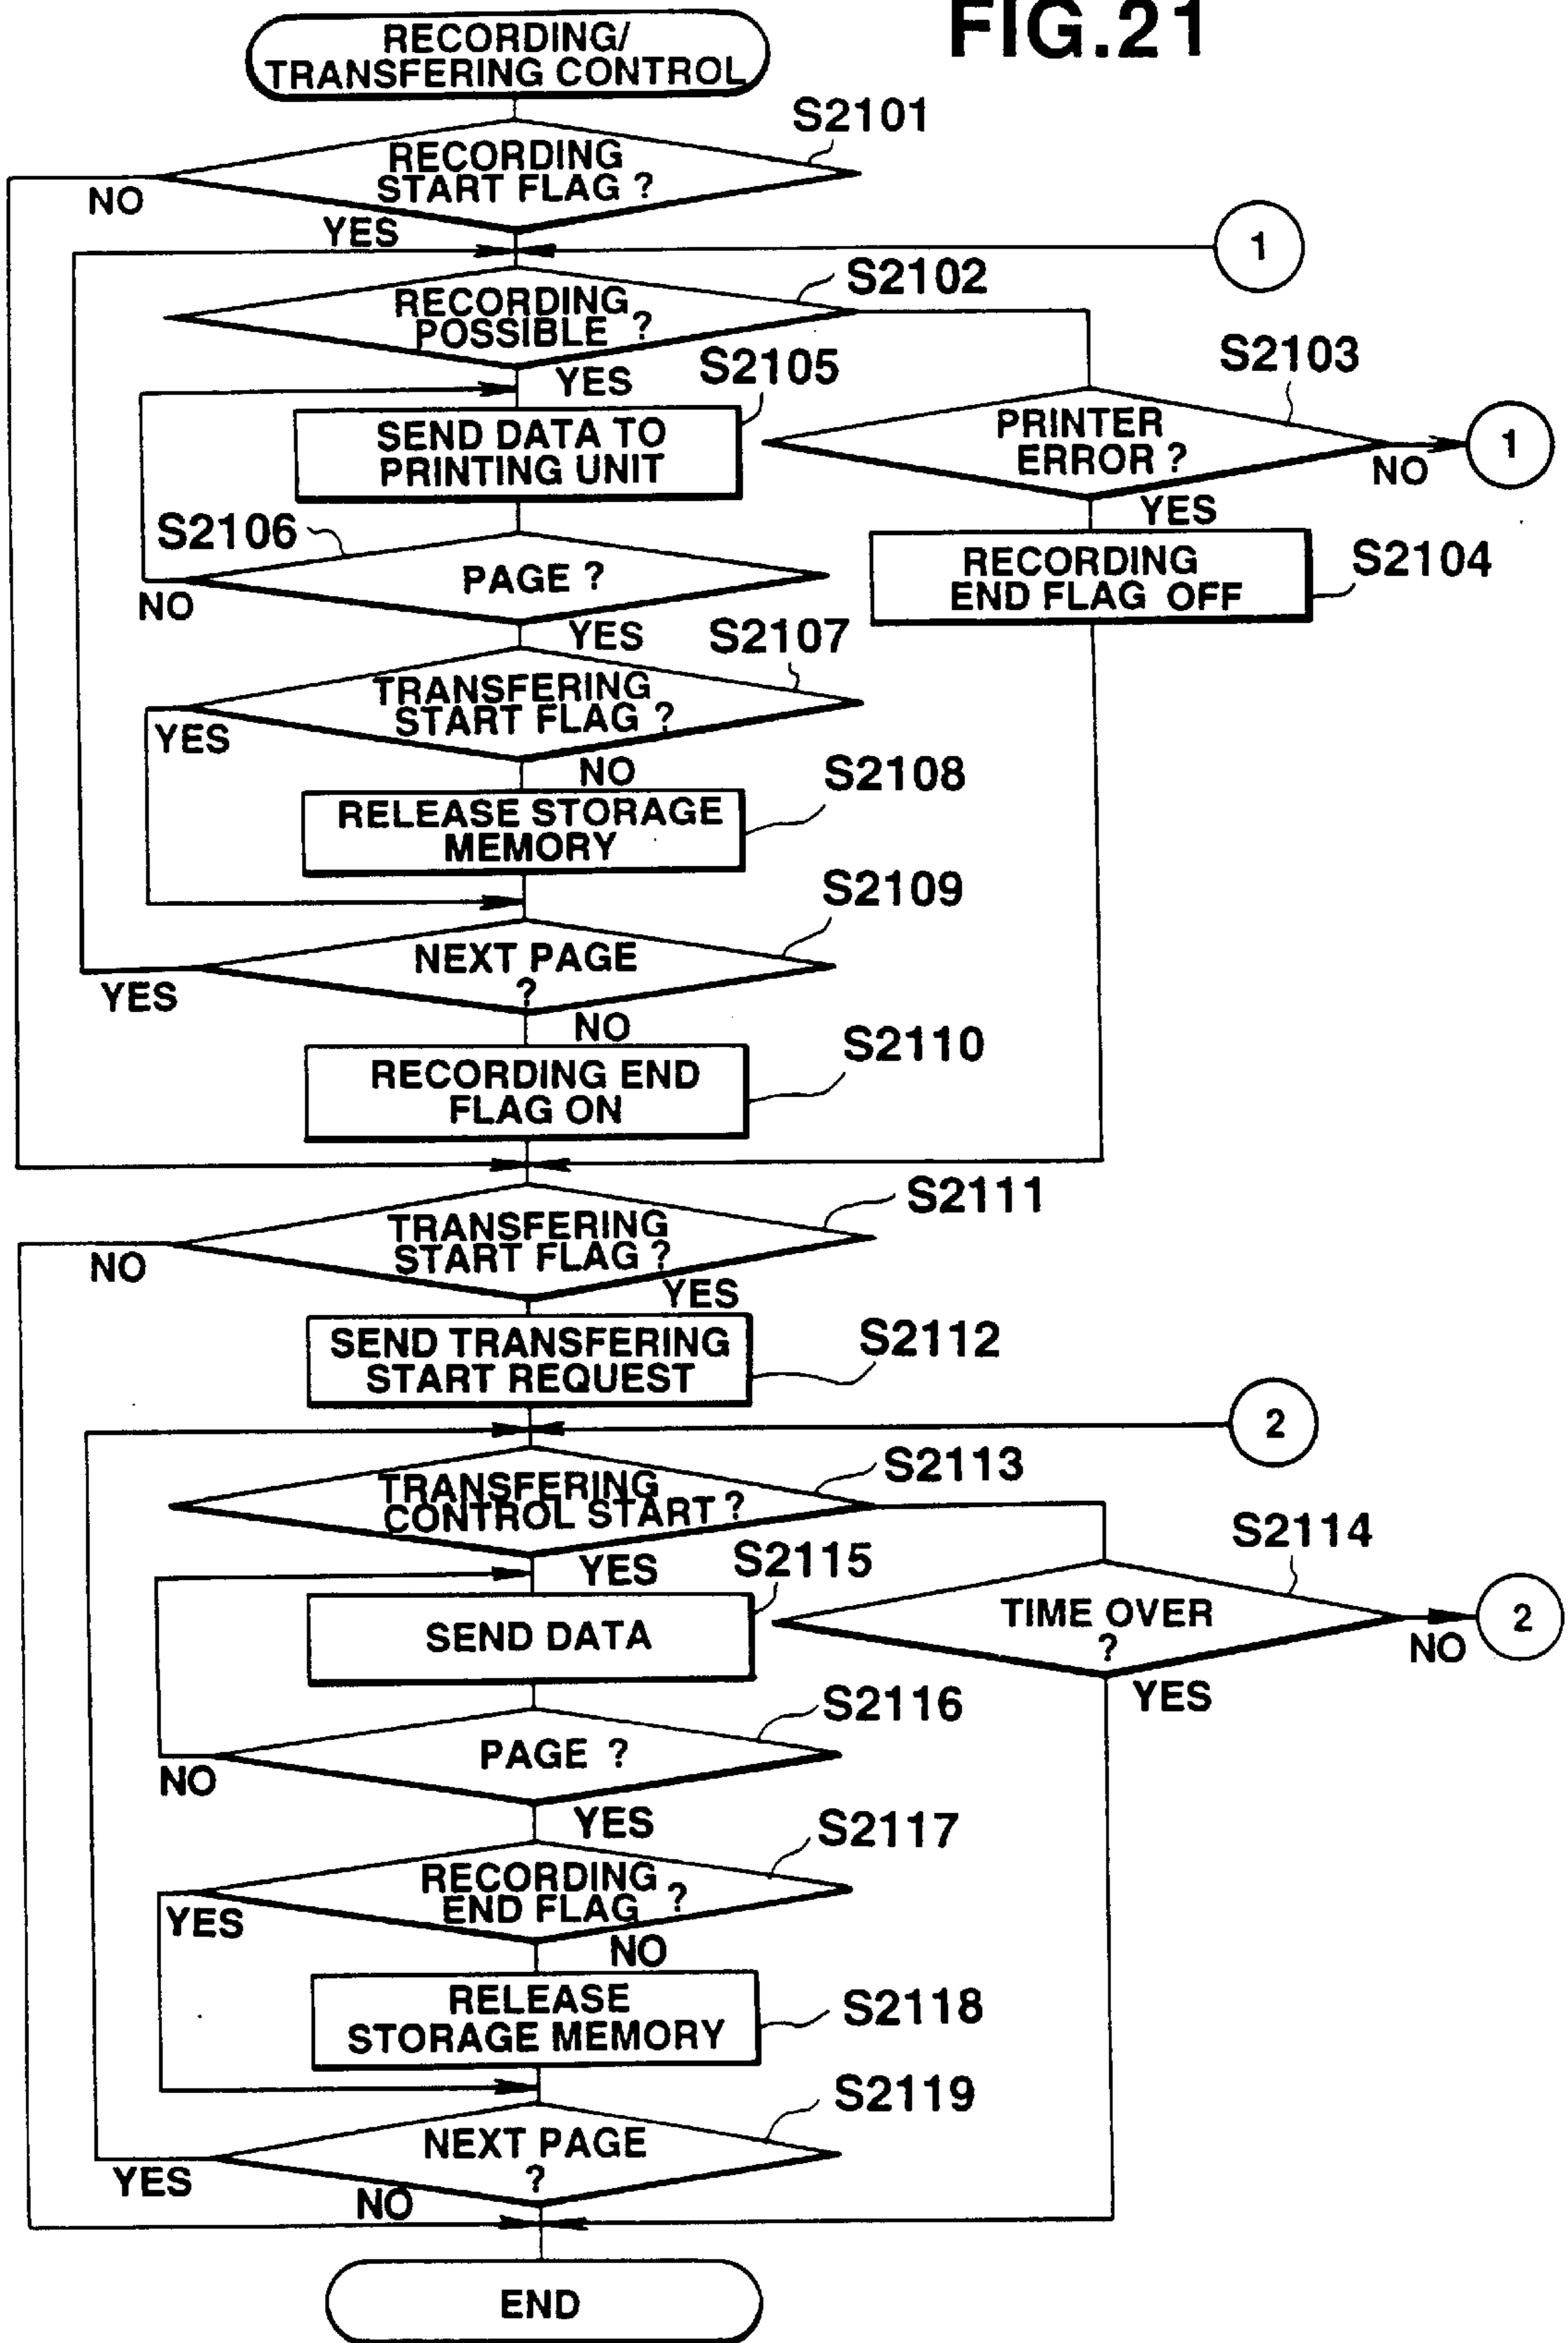 FIG.21
RECORDING/
TRANSFERING CONTROL
S2101
RECORDING
START FLAG ?
NO
YES
1
S2102
RECORDING
POSSIBLE ?
YES
S2103
PRINTER
ERROR ?
NO
1
YES
S2105
SEND DATA TO
PRINTING UNIT
S2104
RECORDING
END FLAG OFF
S2106
PAGE ?
NO
YES
S2107
TRANSFERING
START FLAG ?
YES
NO
S2108
RELEASE STORAGE
MEMORY
S2109
NEXT PAGE
?
YES
NO
S2110
RECORDING END
FLAG ON
S2111
TRANSFERING
START FLAG ?
NO
YES
S2112
SEND TRANSFERING
START REQUEST
2
S2113
TRANSFERING
CONTROL START ?
YES
S2114
TIME OVER
?
NO
2
YES
S2115
SEND DATA
S2116
PAGE ?
NO
YES
S2117
RECORDING
END FLAG ?
YES
NO
S2118
RELEASE
STORAGE MEMORY
S2119
NEXT PAGE
?
YES
NO
END